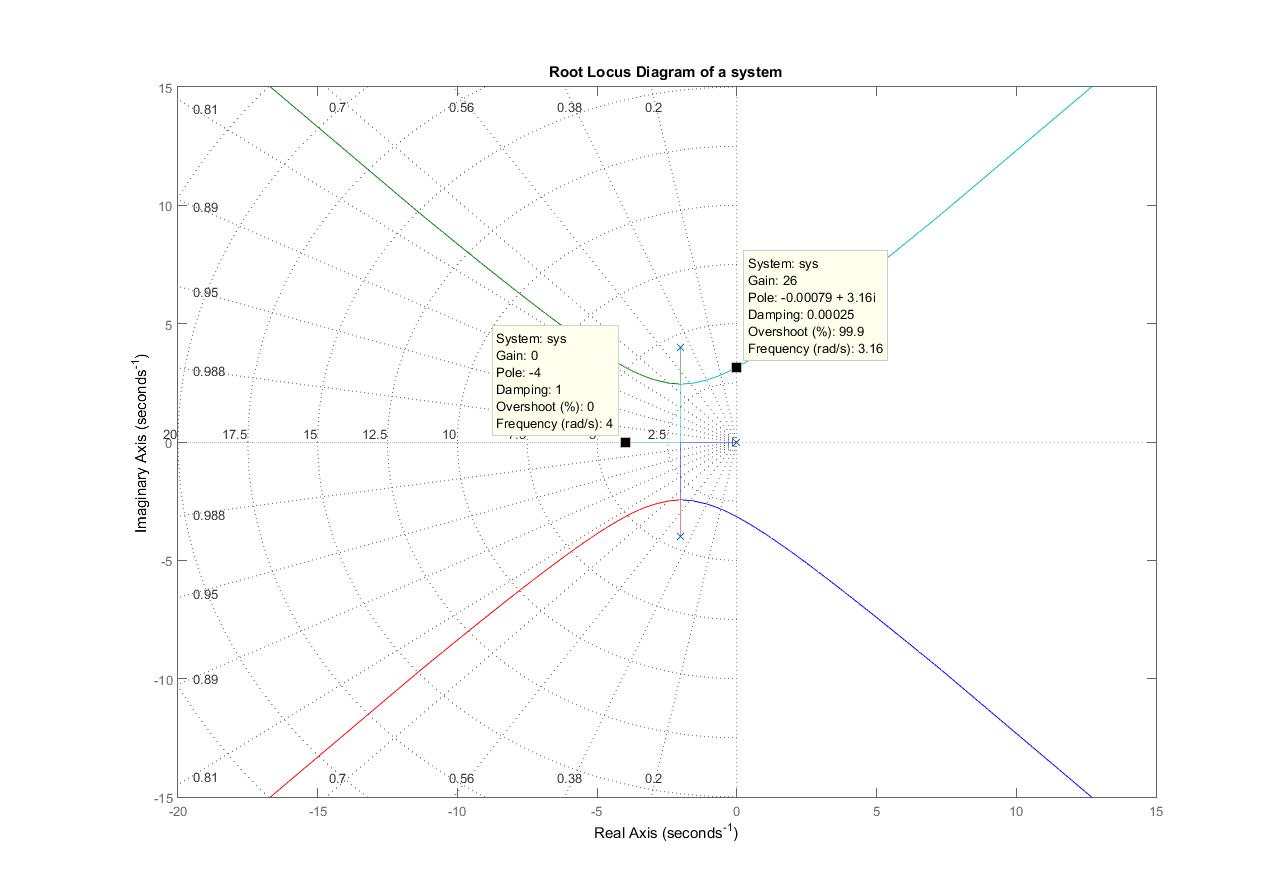 Root Locus Diagram of a system
15
0.81
0.7
0.56
0.38
0.2
10
0.89
0.95
5
0.988
System: sys
Gain: 26
Pole: -0.00079 + 3.16i
Damping: 0.00025
Overshoot (%): 99.9
Frequency (rad/s): 3.16
System: sys
Gain: 0
Pole: -4
Damping: 1
Overshoot (%): 0
Frequency (rad/s): 4
20
17.5
15
12.5
10
2.5
0
0.988
-5
0.95
-10
0.89
0.81
0.7
0.56
0.38
0.2
-15
-20
-15
-10
-5
0
5
10
15
Real Axis (seconds-1)
Imaginary Axis (seconds-1)